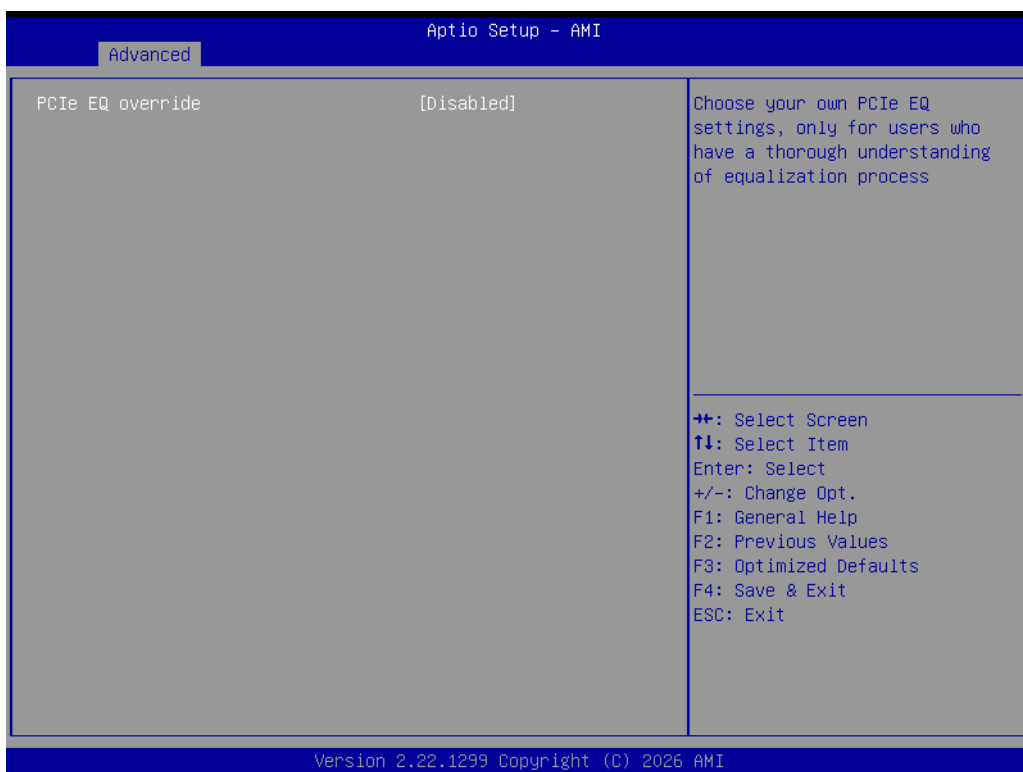 Aptio Setup – AMI
Advanced
PCIe EQ override [Disabled]
Choose your own PCIe EQ
settings, only for users who
have a thorough understanding
of equalization process
→←: Select Screen
↑↓: Select Item
Enter: Select
+/-: Change Opt.
F1: General Help
F2: Previous Values
F3: Optimized Defaults
F4: Save & Exit
ESC: Exit
Version 2.22.1299 Copyright (C) 2026 AMI